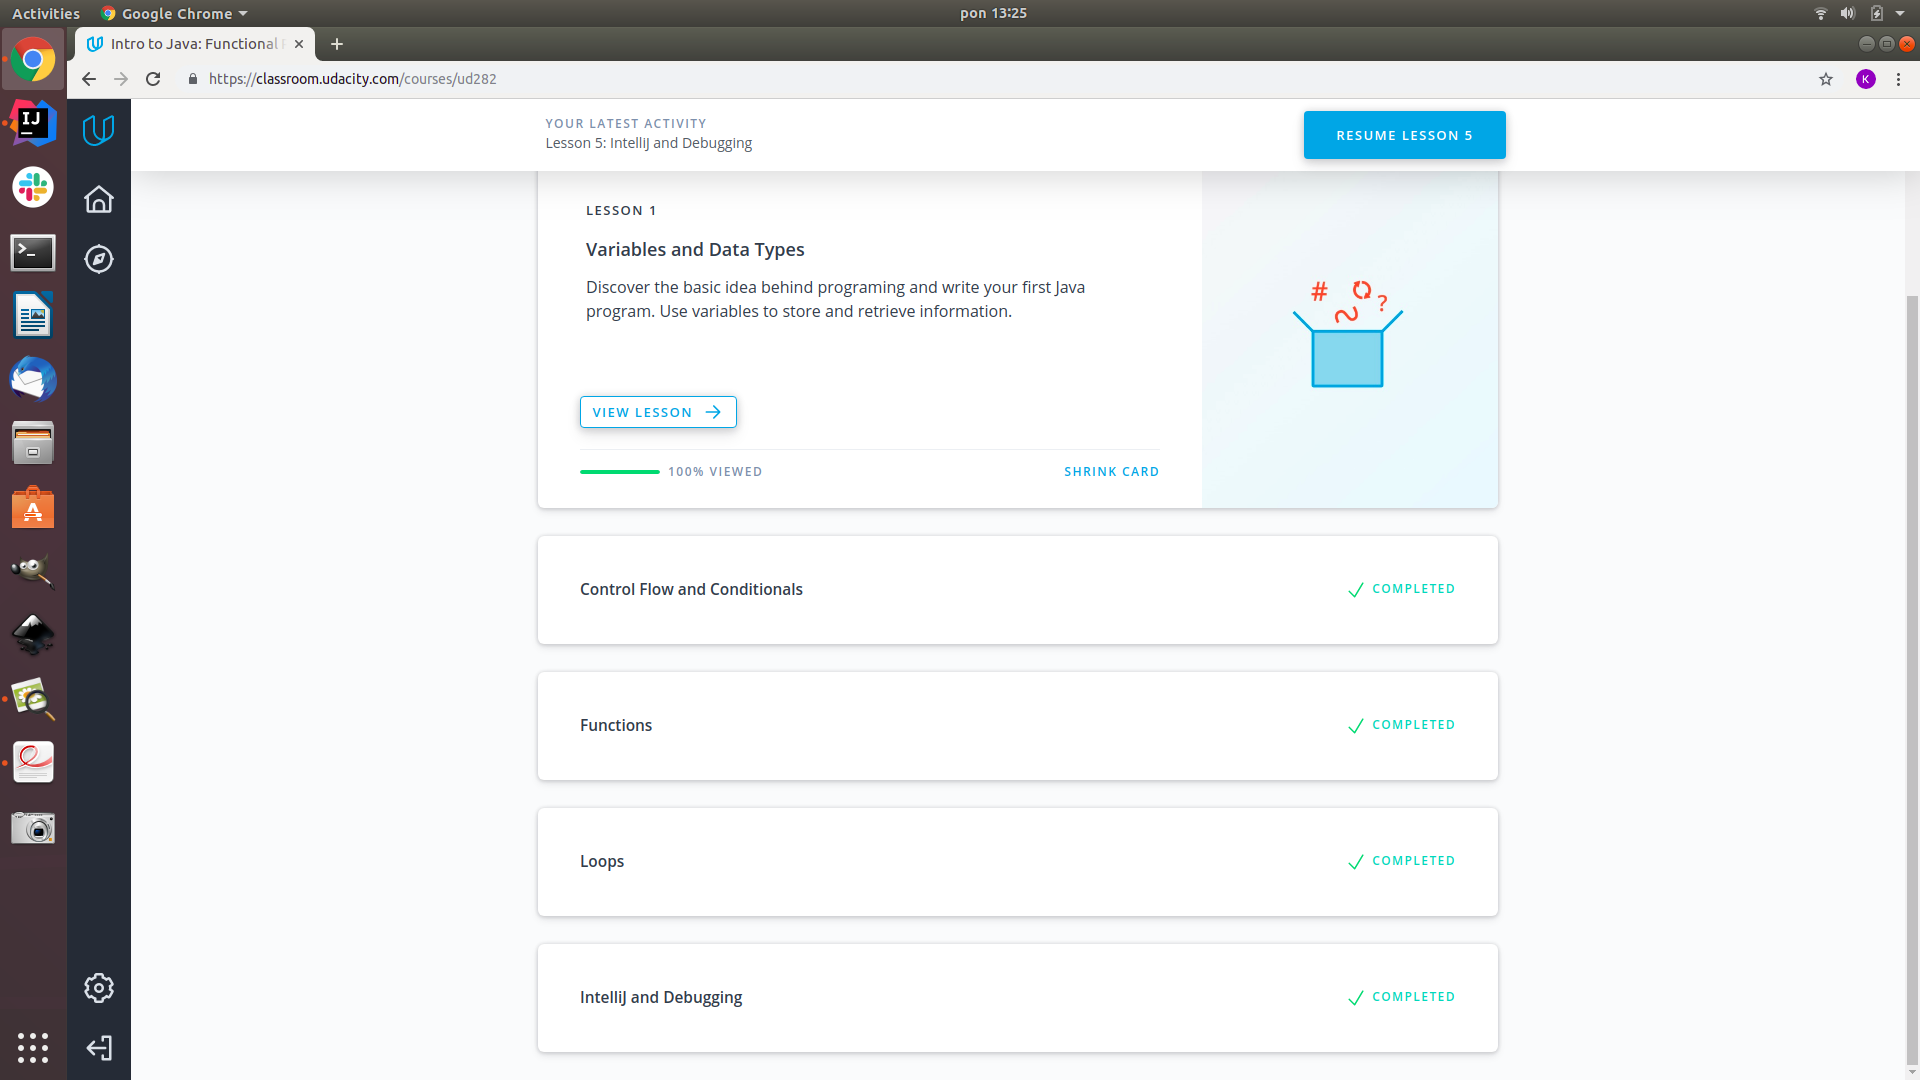 Activities
Google Chrome
pon 13:25
Intro to Java: Functional
https://classroom.udacity.com/courses/ud282
K
YOUR LATEST ACTIVITY
Lesson 5: IntelliJ and Debugging
RESUME LESSON 5
LESSON 1
Variables and Data Types
Discover the basic idea behind programing and write your first Java
program. Use variables to store and retrieve information.
VIEW LESSON
100% VIEWED
SHRINK CARD
Control Flow and Conditionals
COMPLETED
Functions
COMPLETED
Loops
COMPLETED
IntelliJ and Debugging
COMPLETED
IJ